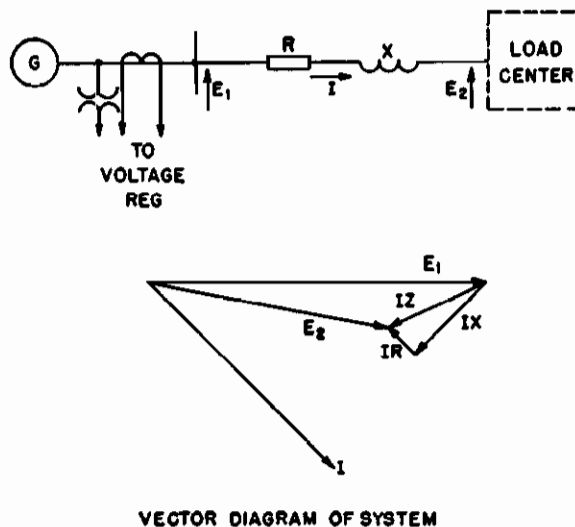 G
R
X
I
E₁
E₂
LOAD
CENTER
TO
VOLTAGE
REG
E₁
IZ
E₂
IX
IR
I
VECTOR DIAGRAM OF SYSTEM